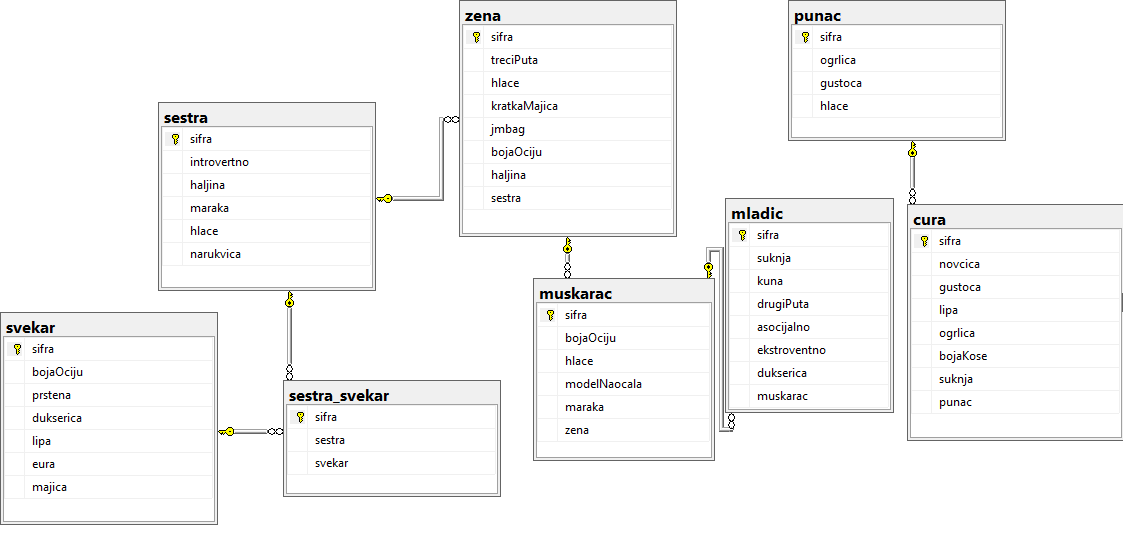 zena
sifra
treciPuta
hlace
kratkaMajica
jmbag
bojaOciju
haljina
sestra
punac
sifra
ogrlica
gustoca
hlace
sestra
sifra
introvertno
haljina
maraka
hlace
narukvica
mladic
sifra
suknja
kuna
drugiPuta
asocijalno
ekstroventno
dukserica
muskarac
cura
sifra
novcica
gustoca
lipa
ogrlica
bojaKose
suknja
punac
muskarac
sifra
bojaOciju
hlace
modelNaocala
maraka
zena
svekar
sifra
bojaOciju
prstena
dukserica
lipa
eura
majica
sestra_svekar
sifra
sestra
svekar